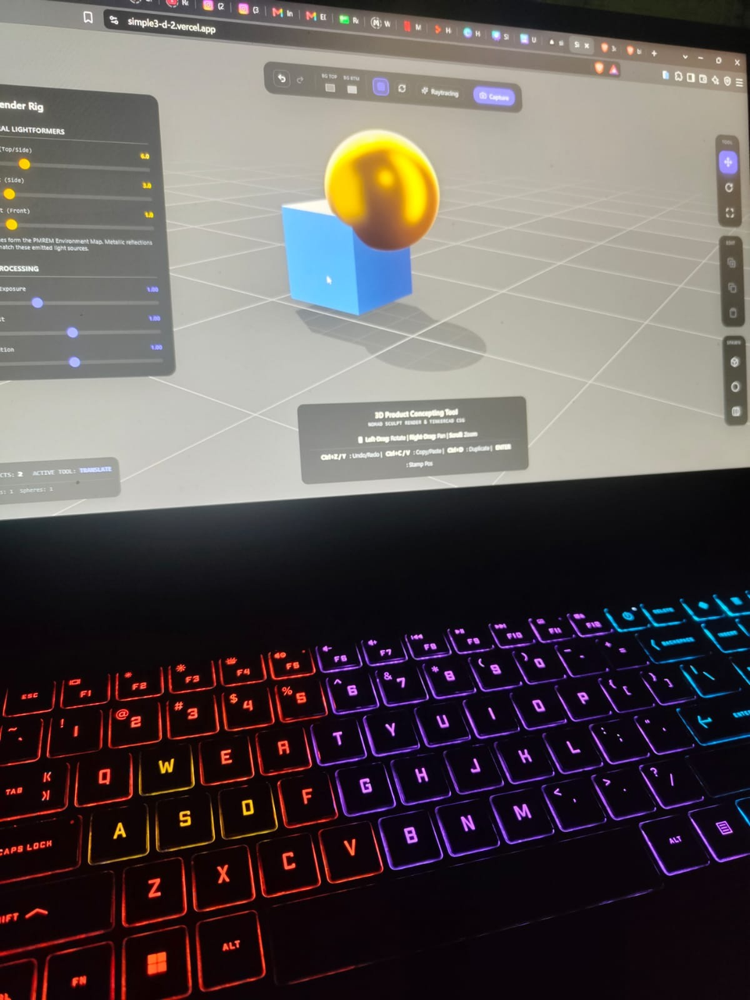 simple3-d-2.vercel.app
BG TOP
BG BTM
Raytracing
Capture
ender Rig
AL LIGHTFORMERS
(Top/Side)
6.0
(Side)
3.0
t (Front)
1.0
es form the PMREM Environment Map. Metallic reflections
atch these emitted light sources.
ROCESSING
Exposure
1.00
st
1.00
tion
1.00
TOOL
EDIT
3D Product Concepting Tool
NOMAD SCULPT RENDER & TINKERCAD CSG
Left-Drag: Rotate | Right-Drag: Pan | Scroll: Zoom
Ctrl+Z/Y : Undo/Redo | Ctrl+C/V : Copy/Paste | Ctrl+D : Duplicate | ENTER
: Stamp Pos
CTS: 2 ACTIVE TOOL: TRANSLATE
s: 1 Spheres: 1
ESC F1 F2 F3 F4 F5 F6 F7 F8 F9 F10 F11 F12 DELETE
~ ` ! 1 @ 2 # 3 $ 4 % 5 ^ 6 & 7 * 8 ( 9 ) 0 - + = BACKSPACE
TAB Q W E R T Y U I O P { [ } ] \
CAPS LOCK A S D F G H J K L : ; " ' ENTER
SHIFT Z X C V B N M < , > . ? /
FN ALT ALT